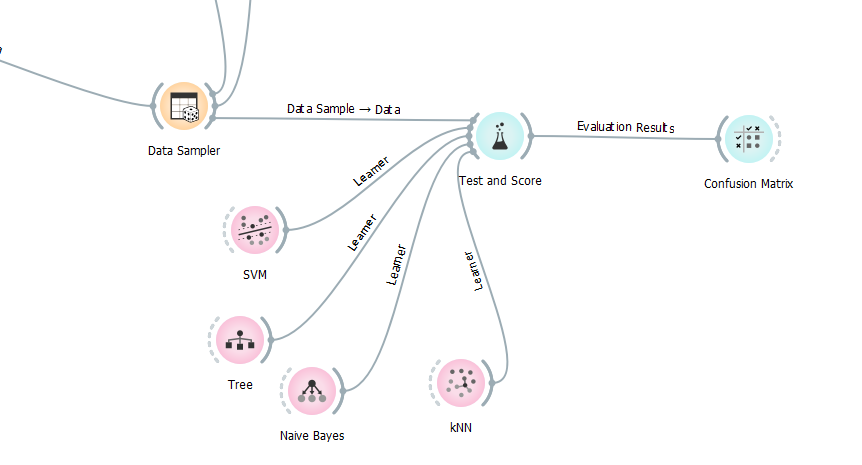 Data Sample → Data
Evaluation Results
Data Sampler
Test and Score
Confusion Matrix
Learner
Learner
Learner
Learner
SVM
Tree
Naive Bayes
kNN